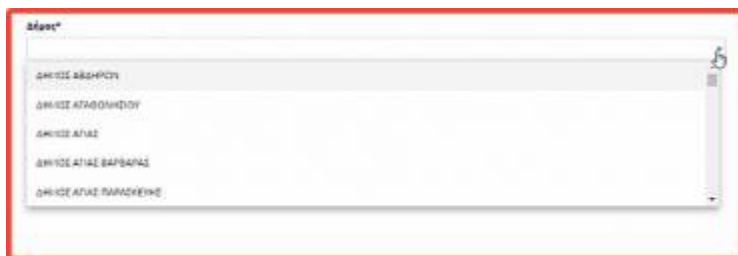 Δήμος*
ΔΗΜΟΣ ΑΒΔΗΡΩΝ
ΔΗΜΟΣ ΑΓΑΘΟΝΗΣΙΟΥ
ΔΗΜΟΣ ΑΓΙΑΣ
ΔΗΜΟΣ ΑΓΙΑΣ ΒΑΡΒΑΡΑΣ
ΔΗΜΟΣ ΑΓΙΑΣ ΠΑΡΑΣΚΕΥΗΣ